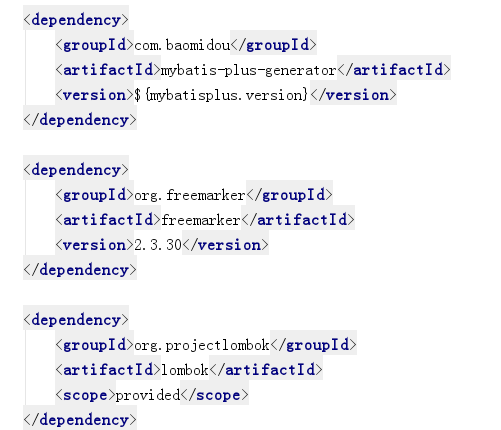 <dependency>
<groupId>com.baomidou</groupId>
<artifactId>mybatis-plus-generator</artifactId>
<version>${mybatisplus.version}</version>
</dependency>
<dependency>
<groupId>org.freemarker</groupId>
<artifactId>freemarker</artifactId>
<version>2.3.30</version>
</dependency>
<dependency>
<groupId>org.projectlombok</groupId>
<artifactId>lombok</artifactId>
<scope>provided</scope>
</dependency>